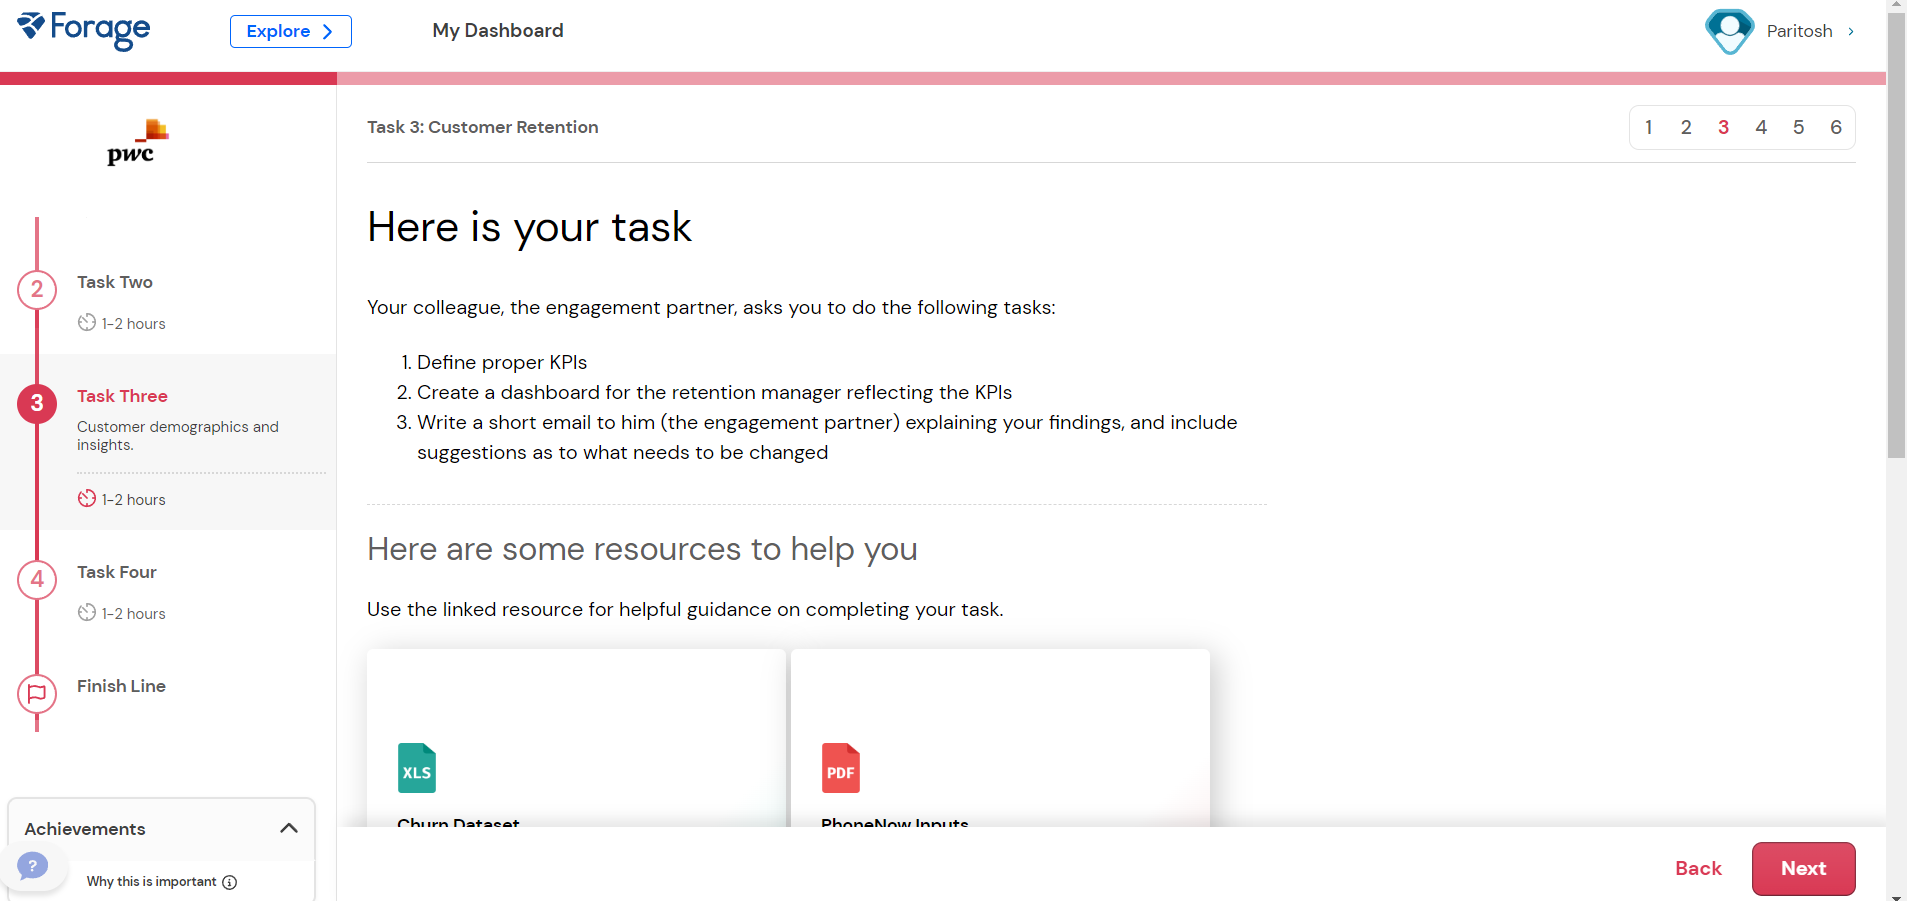 Forage
Explore
My Dashboard
Paritosh
pwc
Task Two
1-2 hours
Task Three
Customer demographics and
insights.
1-2 hours
Task Four
1-2 hours
Finish Line
Achievements
Why this is important
Task 3: Customer Retention
1 2 3 4 5 6
Here is your task
Your colleague, the engagement partner, asks you to do the following tasks:
1. Define proper KPIs
2. Create a dashboard for the retention manager reflecting the KPIs
3. Write a short email to him (the engagement partner) explaining your findings, and include
suggestions as to what needs to be changed
Here are some resources to help you
Use the linked resource for helpful guidance on completing your task.
XLS
Churn Dataset
PDF
PhoneNow Inputs
Back
Next
2
3
4
?